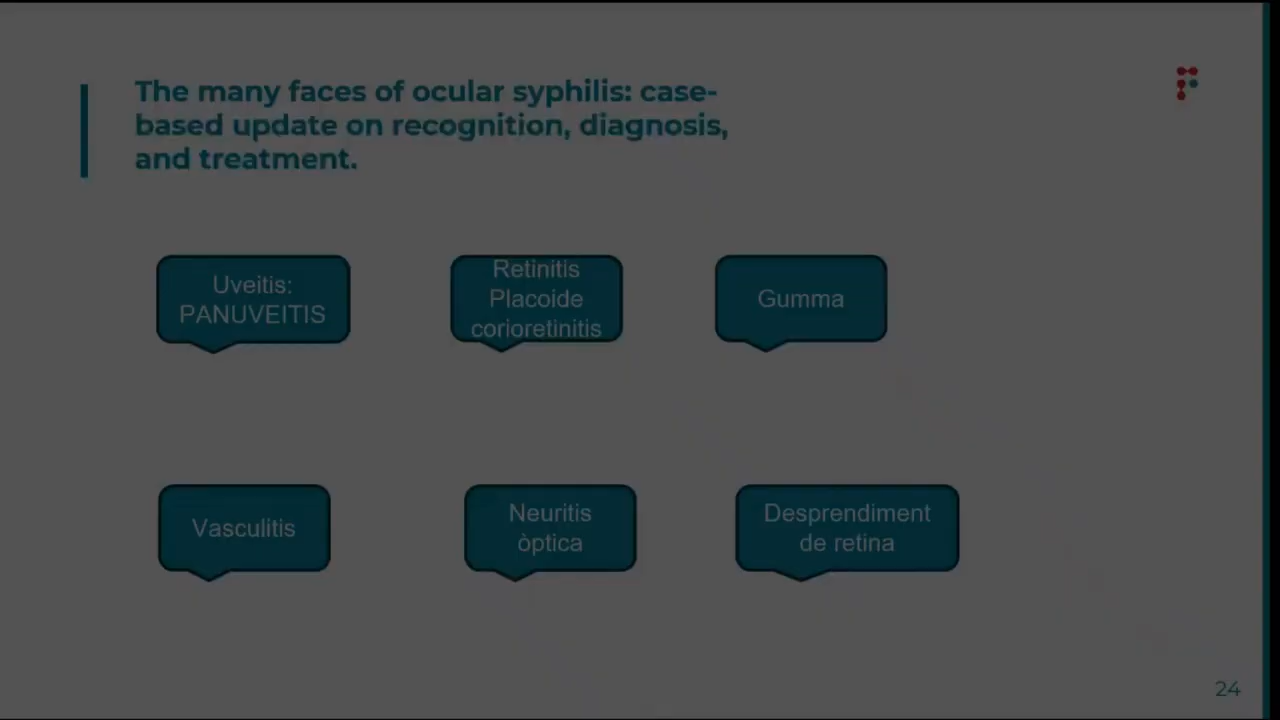 The many faces of ocular syphilis: case-
based update on recognition, diagnosis,
and treatment.
Uveitis:
PANUVEITIS
Retinitis
Placoide
corioretinitis
Gumma
Vasculitis
Neuritis
òptica
Desprendiment
de retina
24